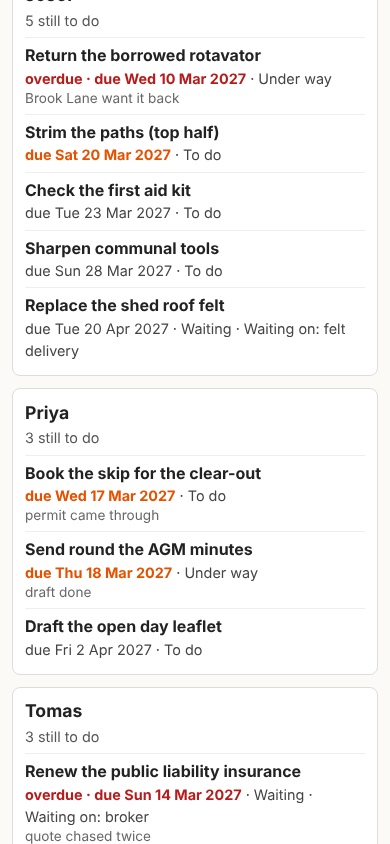 5 still to do
Return the borrowed rotavator
overdue · due Wed 10 Mar 2027 · Under way
Brook Lane want it back
Strim the paths (top half)
due Sat 20 Mar 2027 · To do
Check the first aid kit
due Tue 23 Mar 2027 · To do
Sharpen communal tools
due Sun 28 Mar 2027 · To do
Replace the shed roof felt
due Tue 20 Apr 2027 · Waiting · Waiting on: felt
delivery
Priya
3 still to do
Book the skip for the clear-out
due Wed 17 Mar 2027 · To do
permit came through
Send round the AGM minutes
due Thu 18 Mar 2027 · Under way
draft done
Draft the open day leaflet
due Fri 2 Apr 2027 · To do
Tomas
3 still to do
Renew the public liability insurance
overdue · due Sun 14 Mar 2027 · Waiting ·
Waiting on: broker
quote chased twice